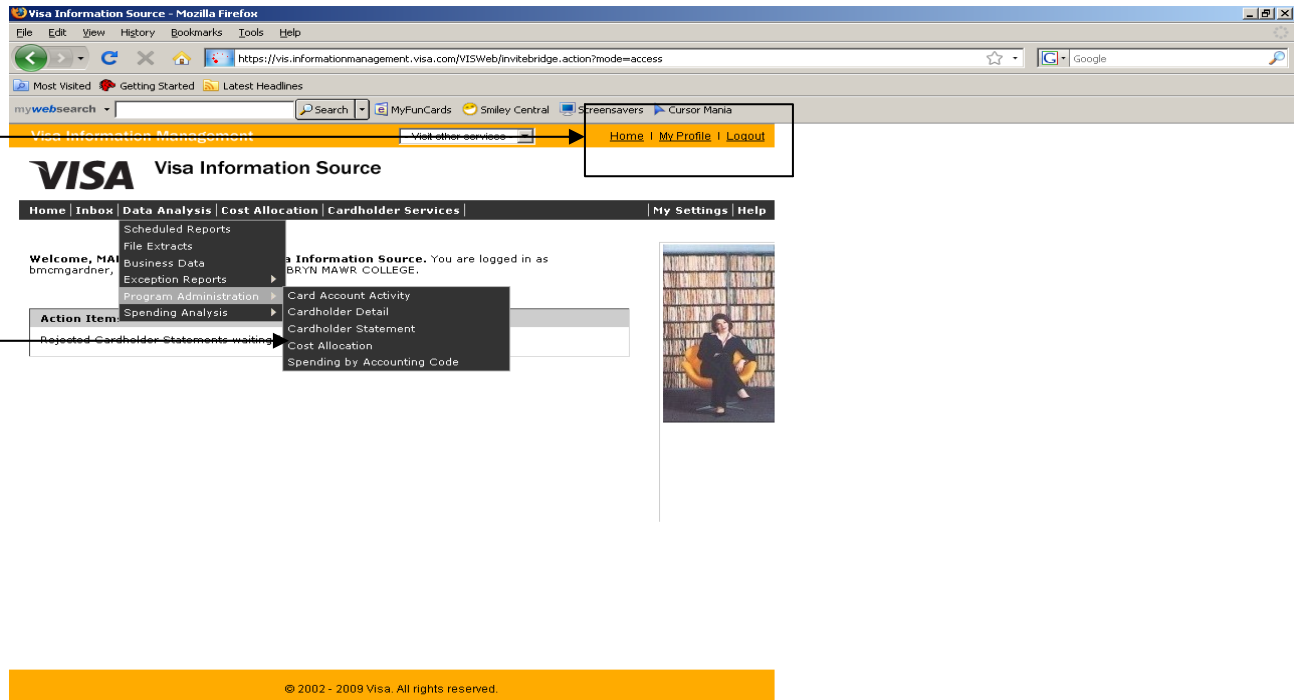 Visa Information Source - Mozilla Firefox
File Edit View History Bookmarks Tools Help
https://vis.informationmanagement.visa.com/VISWeb/invitebridge.action?mode=access
G Google
Most Visited Getting Started Latest Headlines
mywebsearch Search MyFunCards Smiley Central Screensavers Cursor Mania
Visa Information Management Visit other services Home | My Profile | Logout
VISA Visa Information Source
Home | Inbox | Data Analysis | Cost Allocation | Cardholder Services | | My Settings | Help
Scheduled Reports
File Extracts
Welcome, MA a Information Source. You are logged in as
Business Data
bmcmgardner, BRYN MAWR COLLEGE.
Exception Reports
Program Administration Card Account Activity
Action Item Spending Analysis Cardholder Detail
Cardholder Statement
Rejected Cardholder Statements waiting Cost Allocation
Spending by Accounting Code
© 2002 - 2009 Visa. All rights reserved.